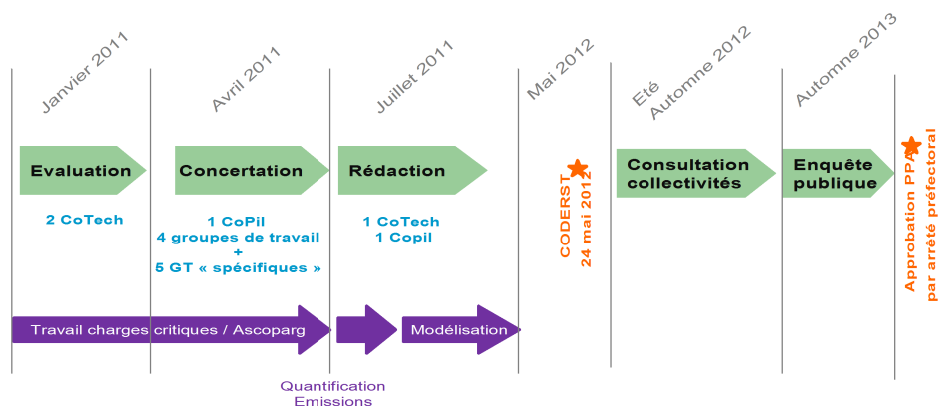 Janvier 2011
Avril 2011
Juillet 2011
Mai 2012
Eté
Automne 2012
Automne 2013
Evaluation
Concertation
Rédaction
Consultation
collectivités
Enquête
publique
2 CoTech
1 CoPil
4 groupes de travail
+
5 GT « spécifiques »
1 CoTech
1 Copil
CODERST
24 mai 2012
Approbation PPA
par arrêté préfectoral
Travail charges critiques / Ascoparg
Modélisation
Quantification
Emissions